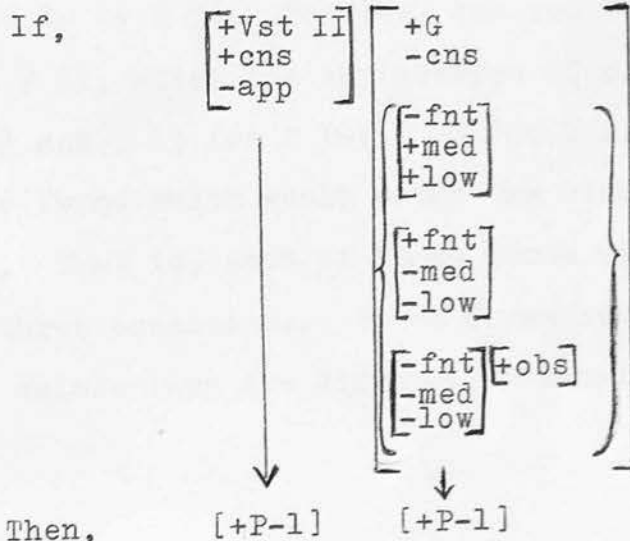 If, [+Vst II [+G
+cns -cns
-app]
[-fnt
+med
+low]
[+fnt
-med
-low]
[-fnt [+obs]
-med
-low]
Then, [+P-1] [+P-1]